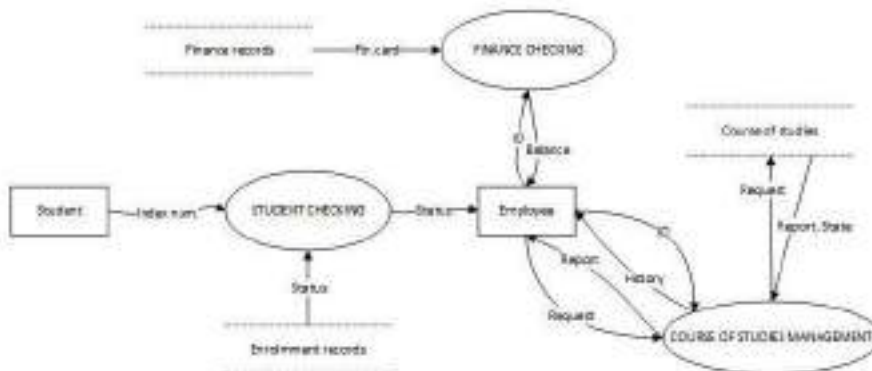 Finance records
Fin.card
FINANCE CHECKING
ID
Balance
Course of studies
Request
Report, State
Student
Index num.
STUDENT CHECKING
Status
Employee
ID
History
Report
Request
Status
Enrolnment records
COURSE OF STUDIES MANAGEMENT